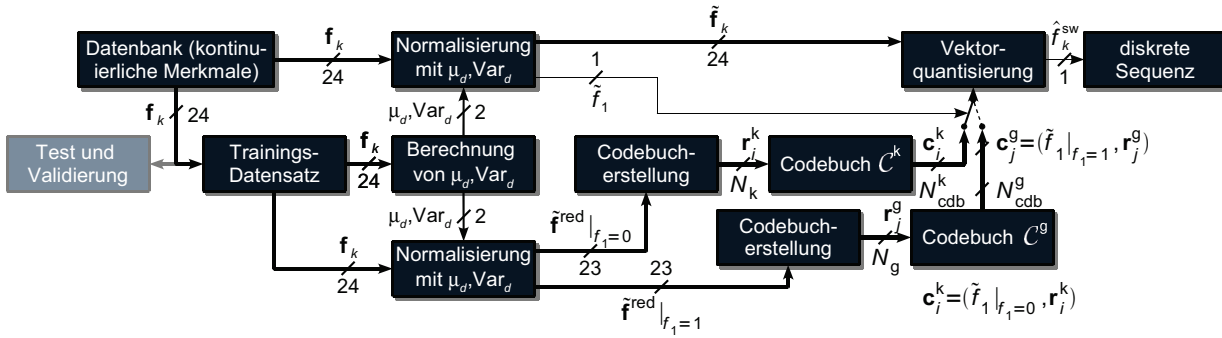 Datenbank (kontinu-
ierliche Merkmale)
f_k
24
Normalisierung
mit μ_d,Var_d
f̃_k
24
1
f̃_1
Vektor-
quantisierung
f̂_k^sw
1
diskrete
Sequenz
f_k
24
μ_d,Var_d
2
Test und
Validierung
Trainings-
Datensatz
f_k
24
Berechnung
von μ_d,Var_d
Codebuch-
erstellung
r_i^k
N_k
Codebuch C^k
c_i^k
N_cdb^k
c_j^g=(f̃_1|_{f_1=1}, r_j^g)
N_cdb^g
μ_d,Var_d
2
f_k
24
Normalisierung
mit μ_d,Var_d
f̃^red|_{f_1=0}
23
23
f̃^red|_{f_1=1}
Codebuch-
erstellung
r_j^g
N_g
Codebuch C^g
c_i^k=(f̃_1|_{f_1=0}, r_i^k)